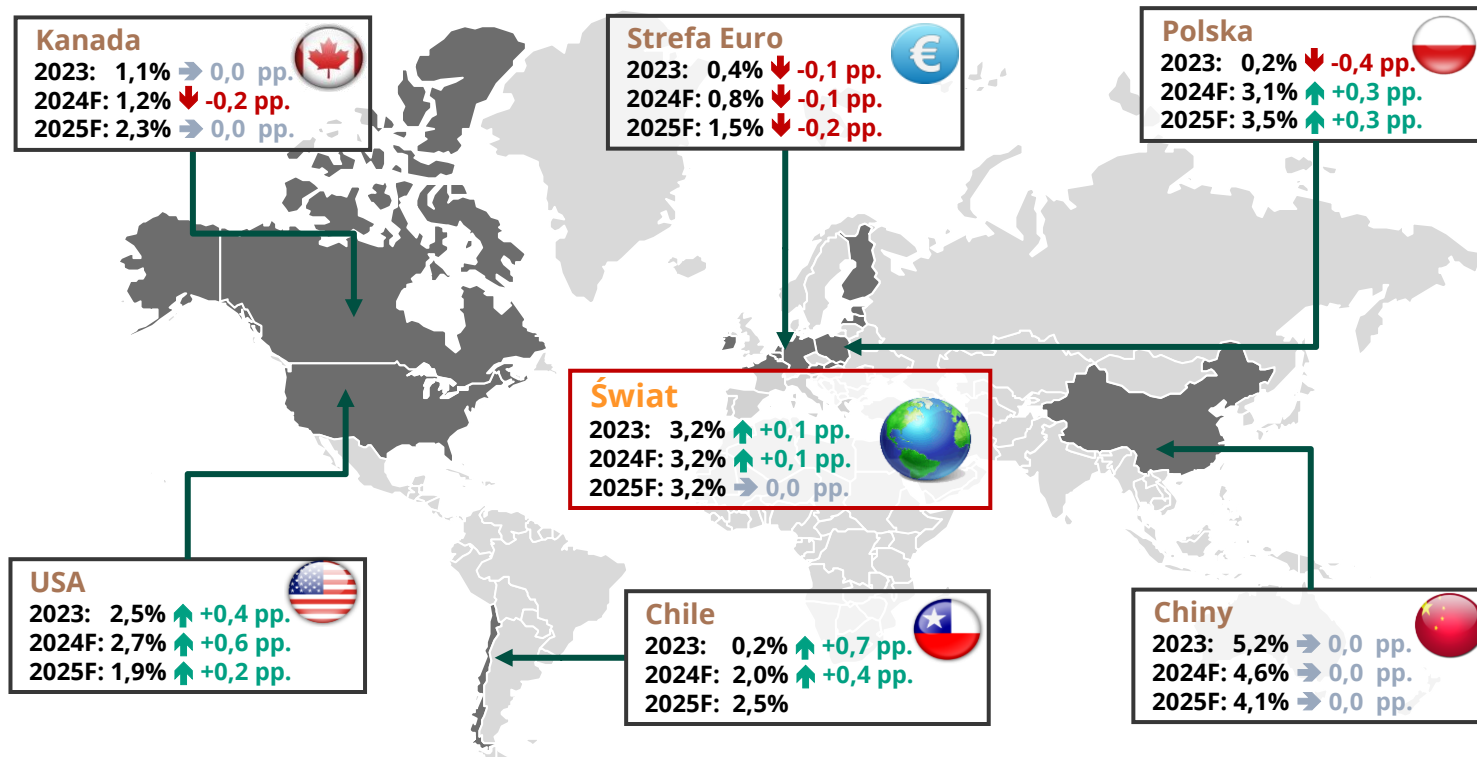 Kanada
2023: 1,1% 0,0 pp.
2024F: 1,2% -0,2 pp.
2025F: 2,3% 0,0 pp.
Strefa Euro
€
2023: 0,4% -0,1 pp.
2024F: 0,8% -0,1 pp.
2025F: 1,5% -0,2 pp.
Polska
2023: 0,2% -0,4 pp.
2024F: 3,1% +0,3 pp.
2025F: 3,5% +0,3 pp.
Świat
2023: 3,2% +0,1 pp.
2024F: 3,2% +0,1 pp.
2025F: 3,2% 0,0 pp.
USA
2023: 2,5% +0,4 pp.
2024F: 2,7% +0,6 pp.
2025F: 1,9% +0,2 pp.
Chile
2023: 0,2% +0,7 pp.
2024F: 2,0% +0,4 pp.
2025F: 2,5%
Chiny
2023: 5,2% 0,0 pp.
2024F: 4,6% 0,0 pp.
2025F: 4,1% 0,0 pp.